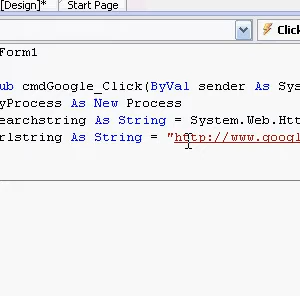 [Design]* Start Page
Click
Form1
ub cmdGoogle_Click(ByVal sender As Sys
yProcess As New Process
earchstring As String = System.Web.Htt
rlstring As String = "http://www.googl